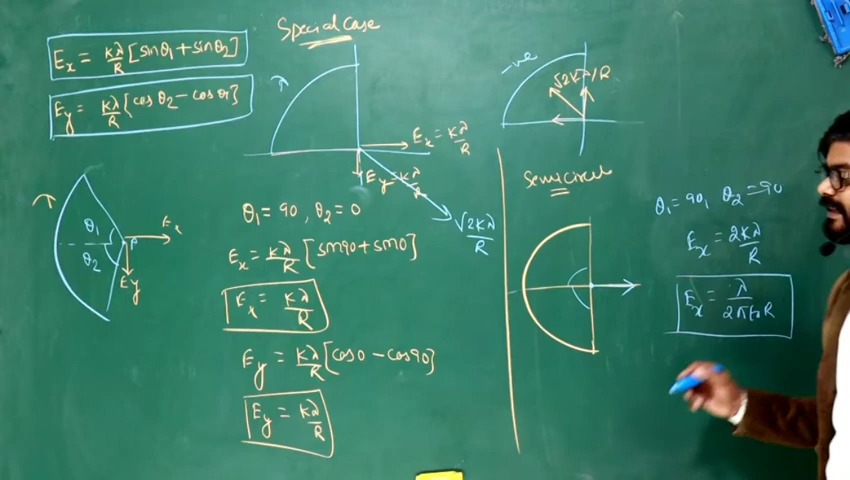 Ex = kλ/R [sinθ1 + sinθ2]
Ey = kλ/R [cosθ2 - cosθ1]
θ1
θ2
P
Ex
Ey
Special Case
Ex = kλ/R
Ey = kλ/R
√2kλ/R
θ1 = 90, θ2 = 0
Ex = kλ/R [sin90 + sin0]
Ex = kλ/R
Ey = kλ/R [cos0 - cos90]
Ey = kλ/R
-ve
√2kλ/R
Semicircul
θ1 = 90, θ2 = 90
Ex = 2kλ/R
Ex = λ/2πε0R